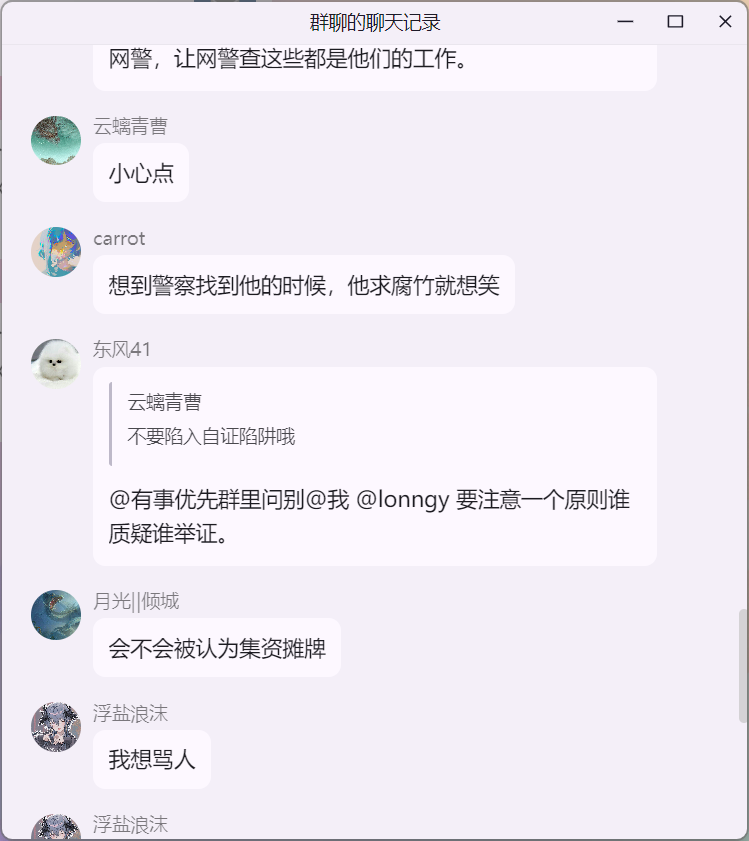 群聊的聊天记录
网警，让网警查这些都是他们的工作。
云螭青曹
小心点
carrot
想到警察找到他的时候，他求腐竹就想笑
东风41
云螭青曹
不要陷入自证陷阱哦
@有事优先群里问别@我 @lonngy 要注意一个原则谁
质疑谁举证。
月光||倾城
会不会被认为集资摊牌
浮盐浪沫
我想骂人
浮盐浪沫